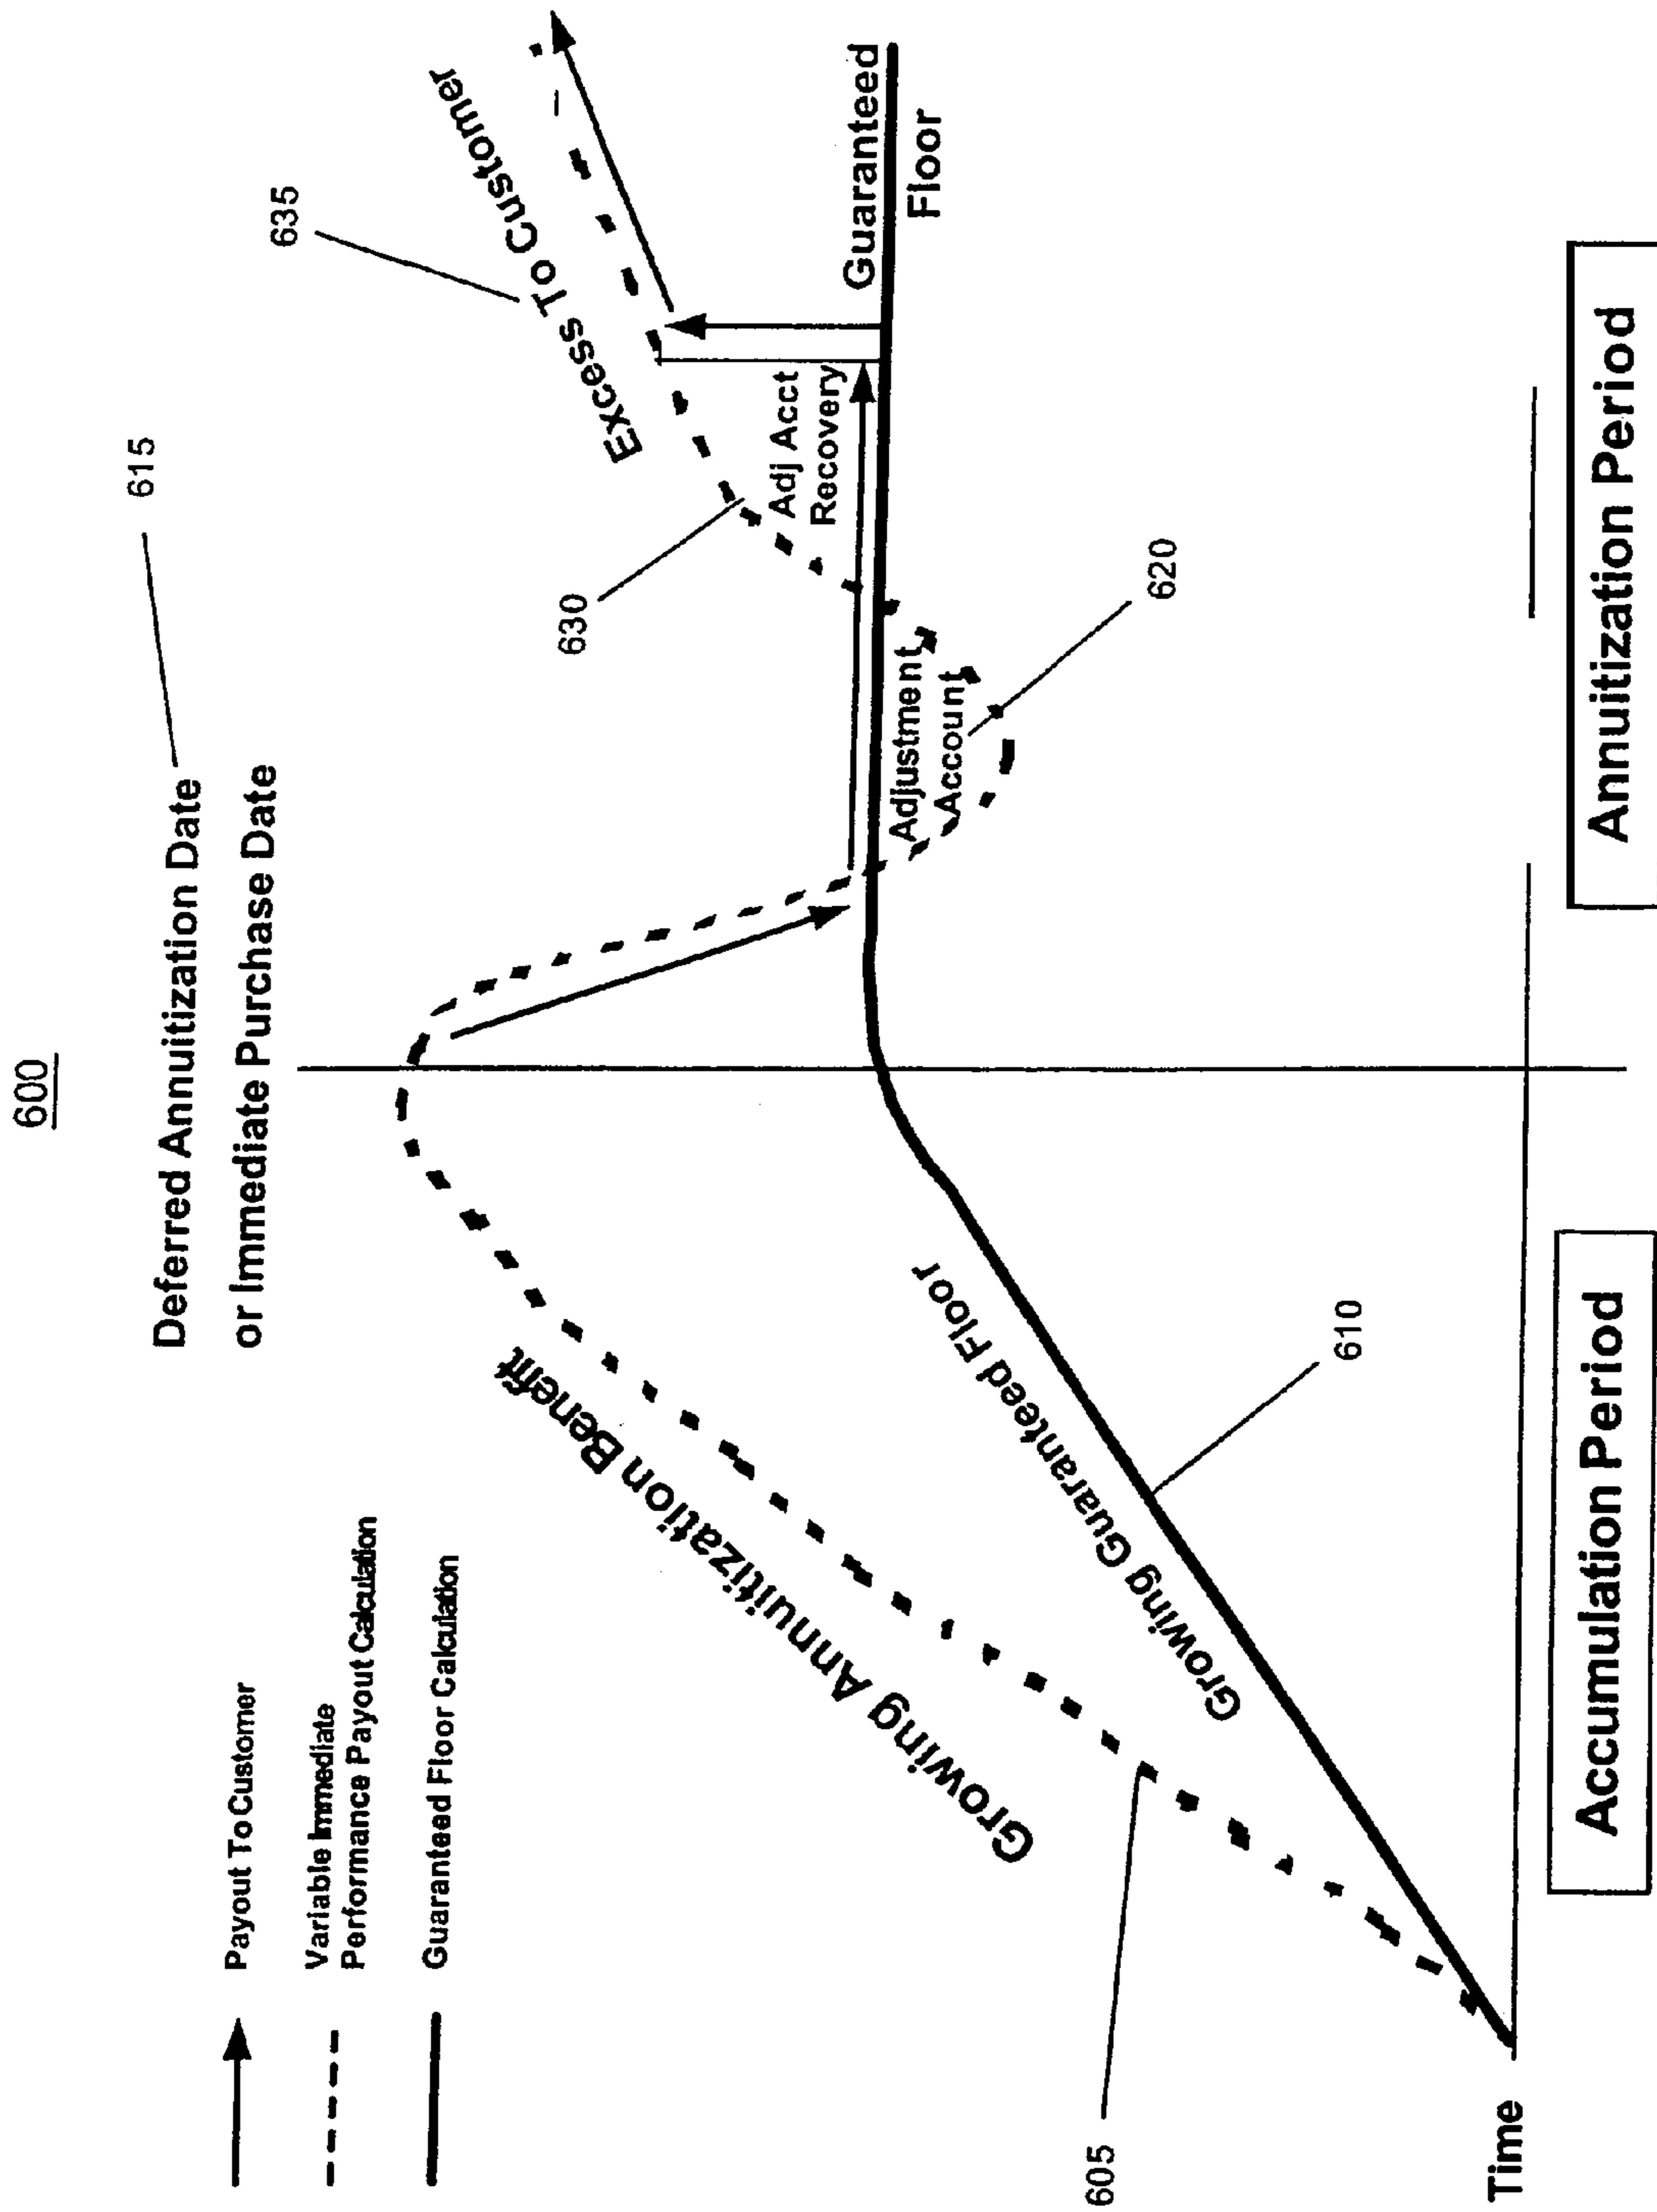 600
Deferred Annuitization Date
615
or Immediate Purchase Date
Payout To Customer
Variable Immediate
Performance Payout Calculation
Guaranteed Floor Calculation
635
Excess To Customer
Growing Annuitization Benefit
630
Adj Acct
Recovery
Guaranteed
Floor
Adjustment
Account
620
Growing Guaranteed Floor
610
605
Time
Accumulation Period
Annuitization Period